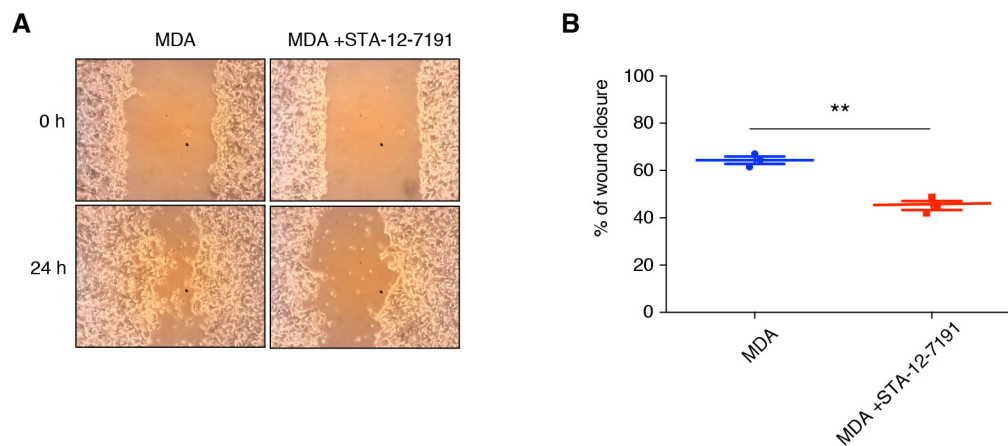 A
MDA
MDA +STA-12-7191
0 h
24 h
B
% of wound closure
100
80
60
40
20
0
**
MDA
MDA +STA-12-7191